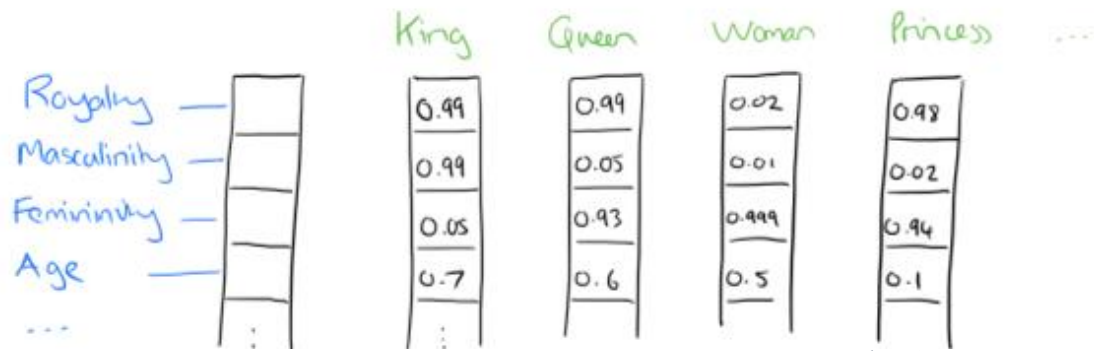 King Queen Woman Princess ...
Royalty 0.99 0.99 0.02 0.98
Masculinity 0.99 0.05 0.01 0.02
Femininity 0.05 0.93 0.999 0.94
Age 0.7 0.6 0.5 0.1
...